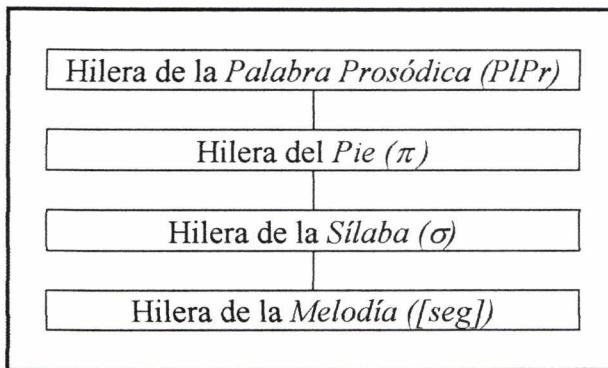 Hilera de la Palabra Prosódica (PlPr)
Hilera del Pie (π)
Hilera de la Sílaba (σ)
Hilera de la Melodía ([seg])